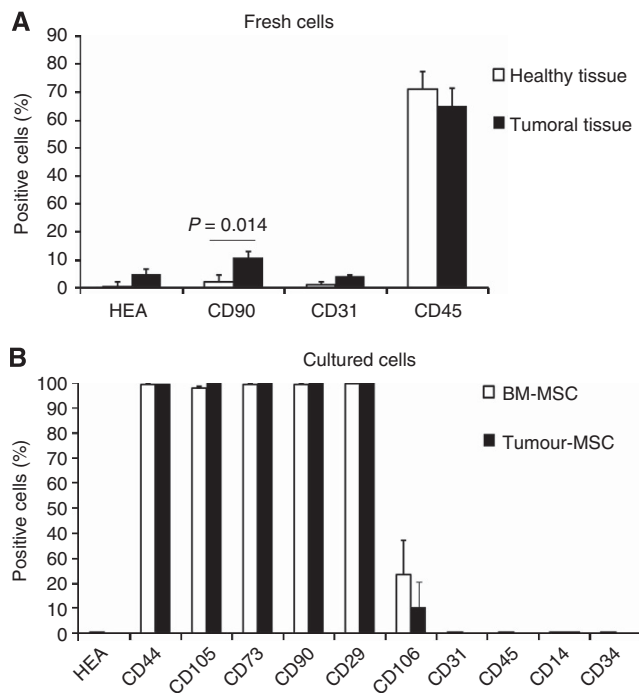 A
Fresh cells
Positive cells (%)
90
80
70
60
50
40
60
20
10
0
P = 0.014
HEA
CD90
CD31
CD45
Healthy tissue
Tumoral tissue
B
Cultured cells
Positive cells (%)
100
90
80
70
60
50
40
60
20
10
0
HEA
CD44
CD105
CD73
CD90
CD29
CD106
CD31
CD45
CD14
CD34
BM-MSC
Tumour-MSC